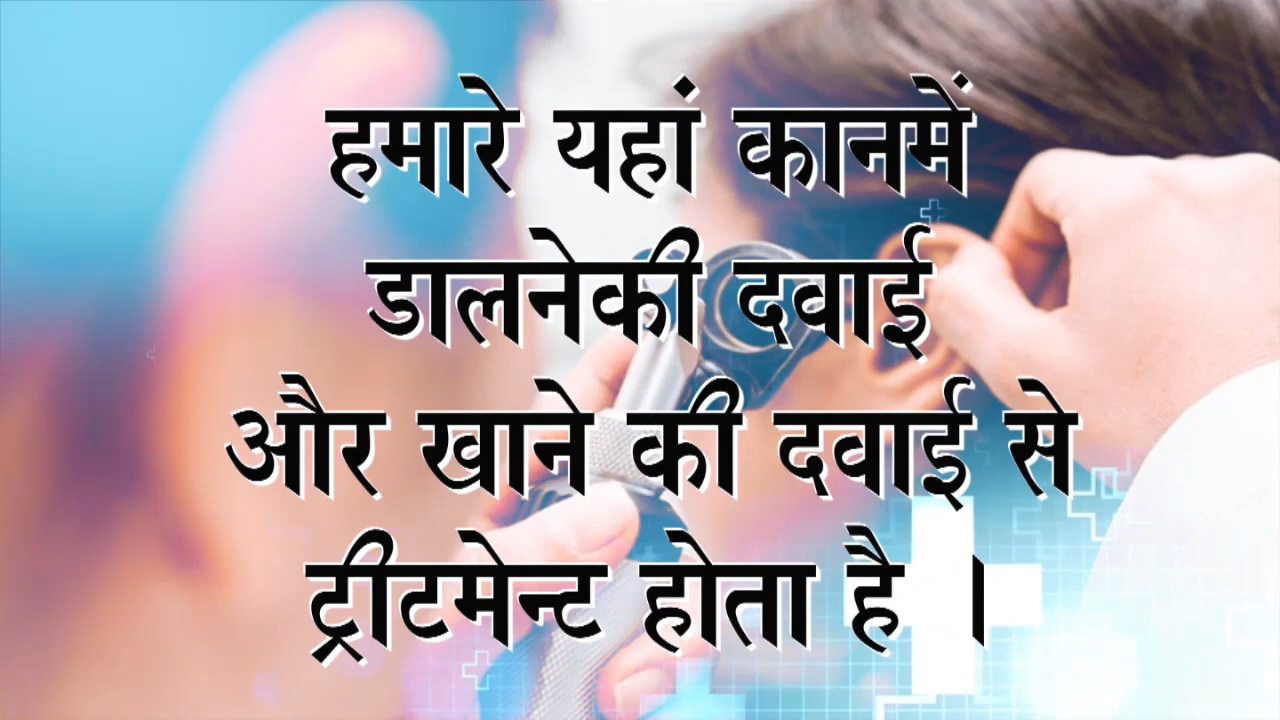 हमारे यहां कानमें
डालनेकी दवाई
और खाने की दवाई से
ट्रीटमेन्ट होता है ।